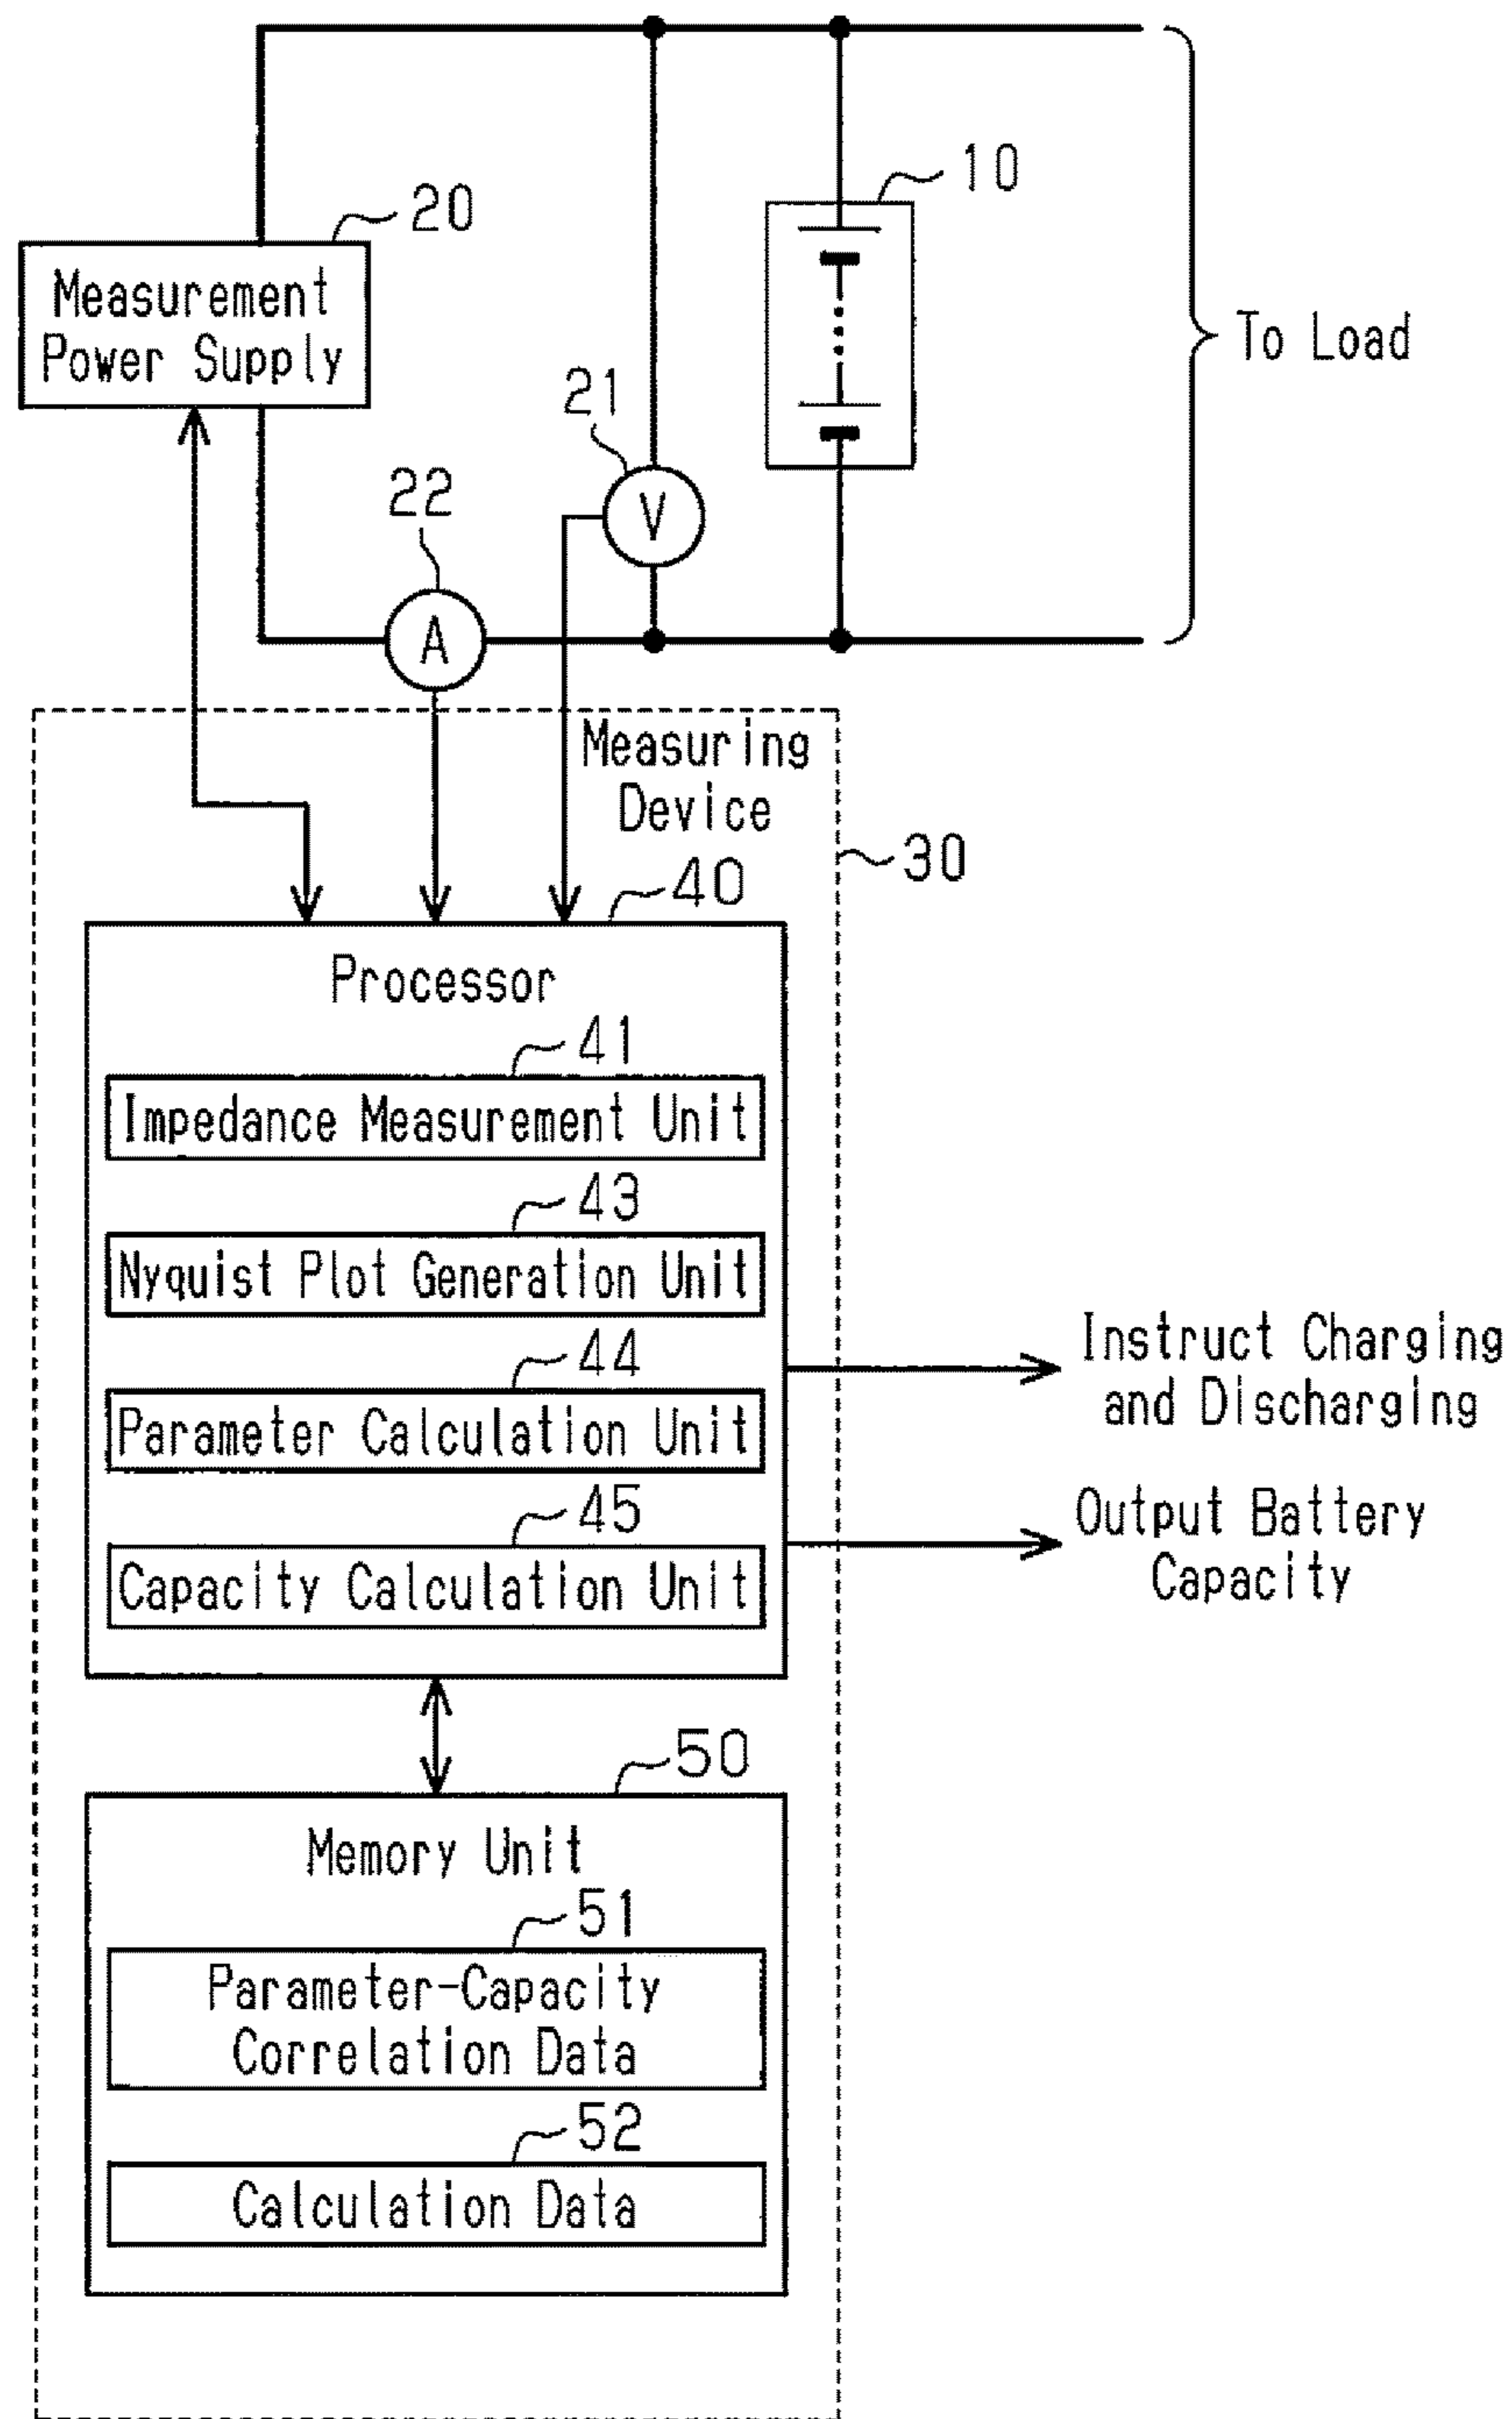 10
20
Measurement
Power Supply
To Load
21
V
22
A
Measuring
Device
30
40
Processor
41
Impedance Measurement Unit
43
Nyquist Plot Generation Unit
44
Parameter Calculation Unit
45
Capacity Calculation Unit
Instruct Charging
and Discharging
Output Battery
Capacity
50
Memory Unit
51
Parameter-Capacity
Correlation Data
52
Calculation Data